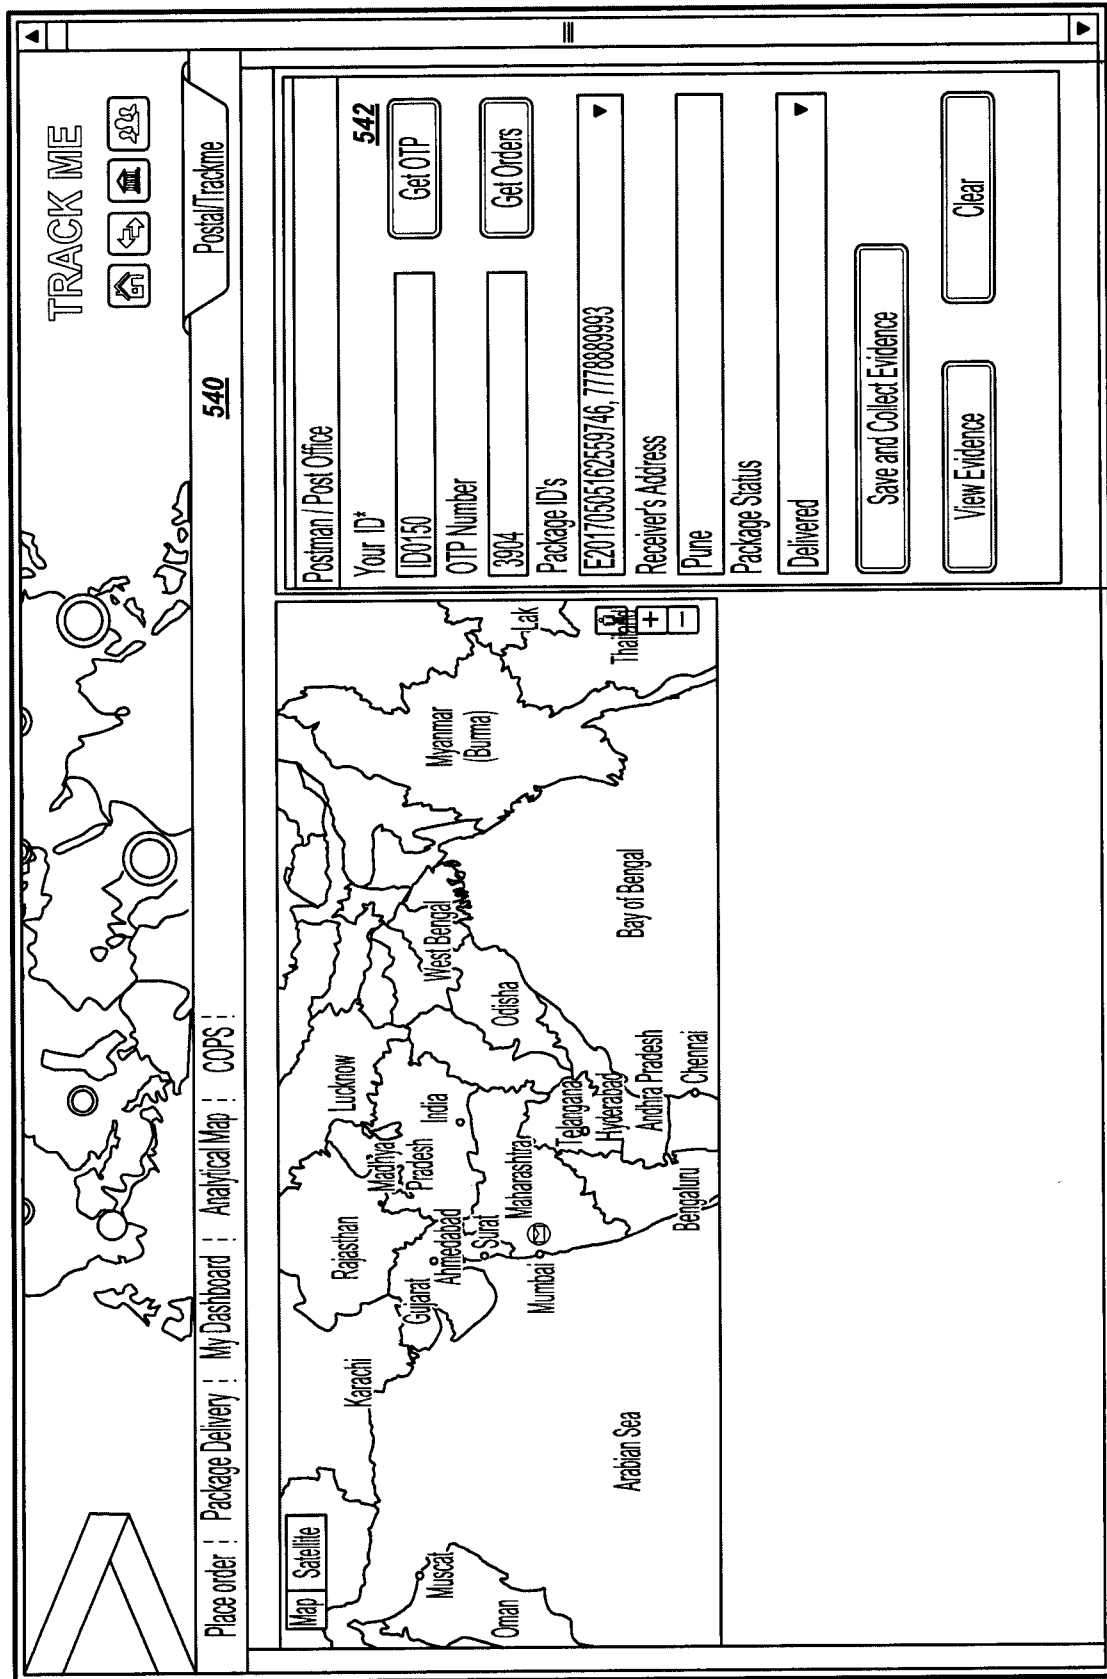 TRACK ME
Postal/Trackme
540
Place order ¦ Package Delivery ¦ My Dashboard ¦ Analytical Map ¦ COPS ¦
Map Satellite
Karachi
Muscat
Oman
Arabian Sea
Rajasthan
Lucknow
Gujarat
Ahmedabad
Madhya
Pradesh
India
Surat
Mumbai
Maharashtra
West Bengal
Odisha
Telangana
Hyderabad
Andhra Pradesh
Bengaluru
Chennai
Bay of Bengal
Myanmar
(Burma)
Lak
Thailand
+
−
Postman / Post Office
542
Your ID*
ID0150
Get OTP
OTP Number
3904
Get Orders
Package ID's
E20170505162559746, 7778889993
Receiver's Address
Pune
Package Status
Delivered
Save and Collect Evidence
View Evidence
Clear